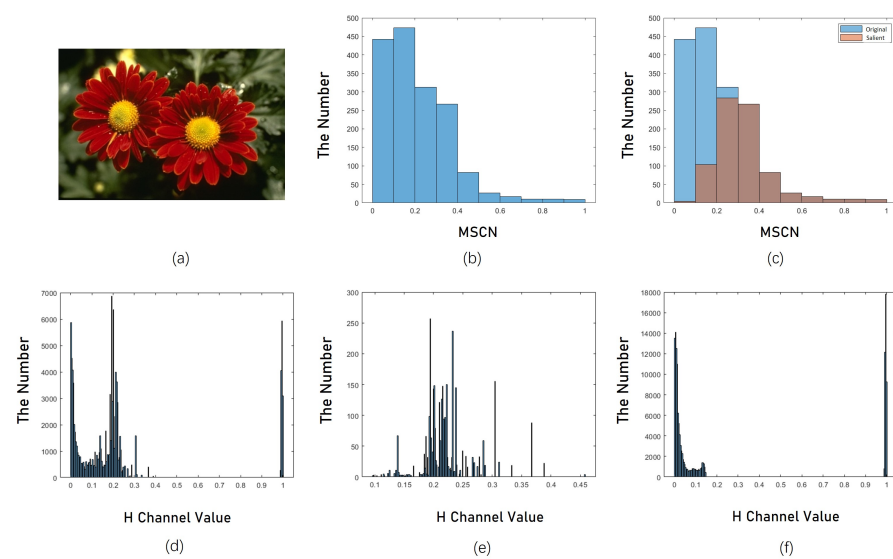 500
450
400
350
300
250
200
150
100
50
0
The Number
0 0.2 0.4 0.6 0.8 1
MSCN
500
450
400
350
300
250
200
150
100
50
0
The Number
Original
Salient
0 0.2 0.4 0.6 0.8 1
MSCN
(a) (b) (c)
7000
6000
5000
4000
3000
2000
1000
0
The Number
0 0.1 0.2 0.3 0.4 0.5 0.6 0.7 0.8 0.9 1
H Channel Value
300
250
200
150
100
50
0
The Number
0.1 0.15 0.2 0.25 0.3 0.35 0.4 0.45
H Channel Value
18000
16000
14000
12000
10000
8000
6000
4000
2000
0
The Number
0 0.1 0.2 0.3 0.4 0.5 0.6 0.7 0.8 0.9 1
H Channel Value
(d) (e) (f)